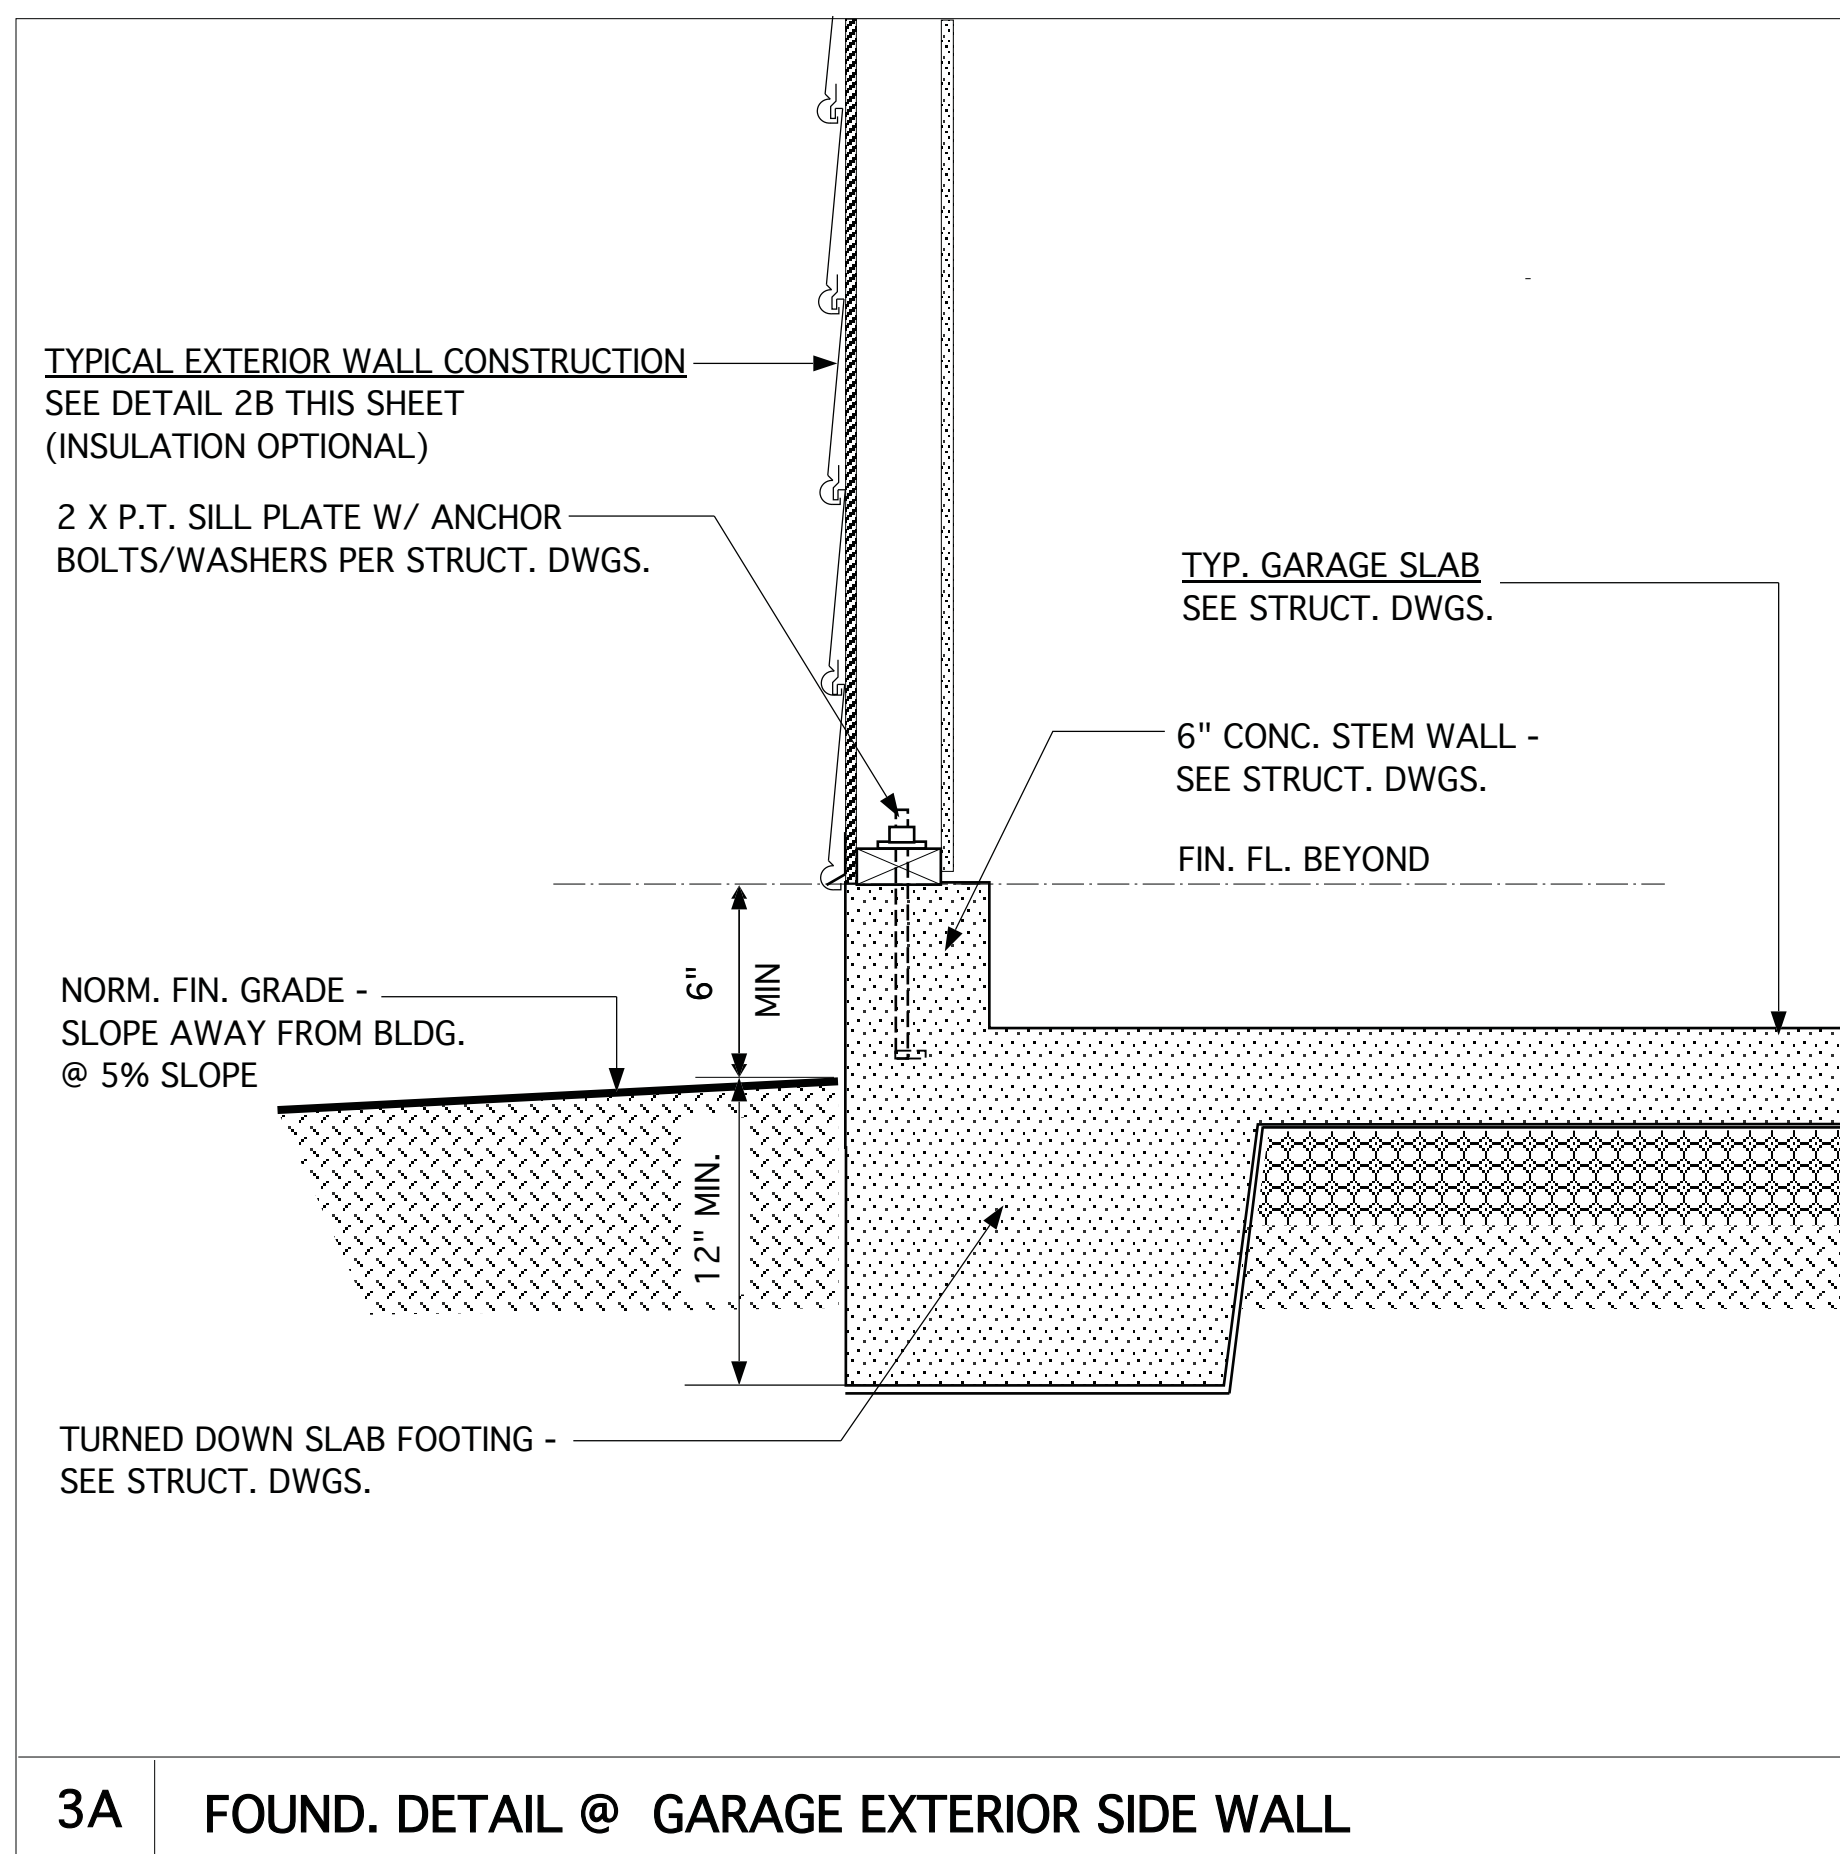 TYPICAL EXTERIOR WALL CONSTRUCTION
SEE DETAIL 2B THIS SHEET
(INSULATION OPTIONAL)
2 X P.T. SILL PLATE W/ ANCHOR
BOLTS/WASHERS PER STRUCT. DWGS.
TYP. GARAGE SLAB
SEE STRUCT. DWGS.
6" CONC. STEM WALL -
SEE STRUCT. DWGS.
FIN. FL. BEYOND
NORM. FIN. GRADE -
SLOPE AWAY FROM BLDG.
@ 5% SLOPE
6"
MIN
12" MIN.
TURNED DOWN SLAB FOOTING -
SEE STRUCT. DWGS.
3A
FOUND. DETAIL @ GARAGE EXTERIOR SIDE WALL